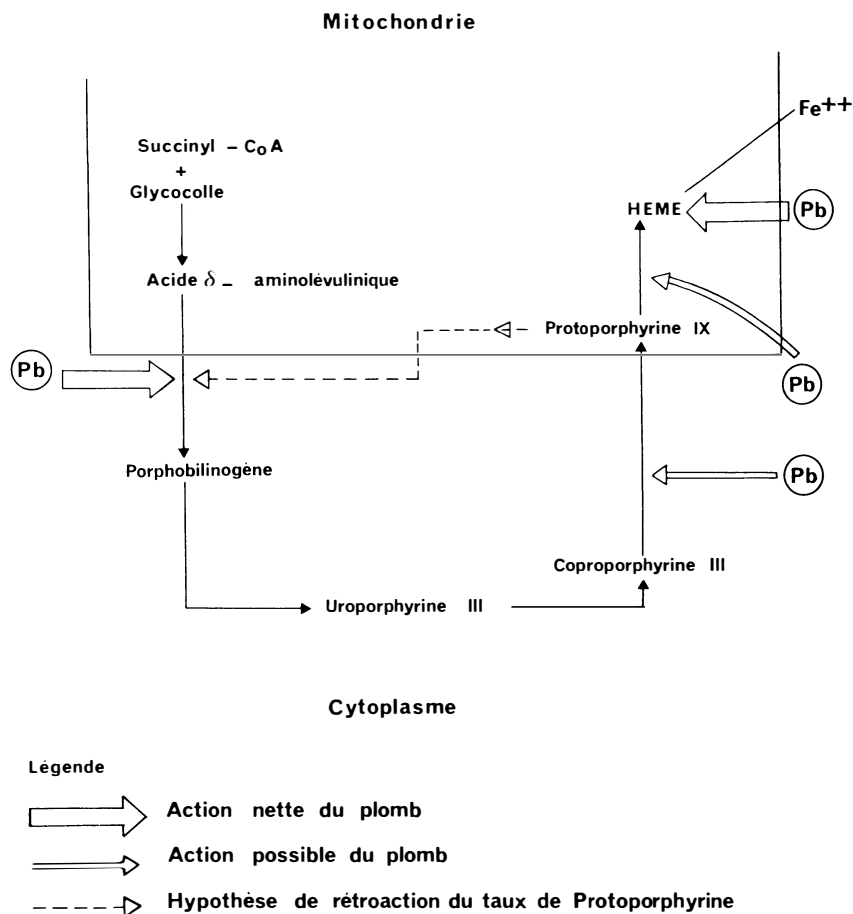 Mitochondrie
Fe++
Succinyl – CoA
+
Glycocolle
HEME
Pb
Acide δ – aminolévulinique
Protoporphyrine IX
Pb
Pb
Porphobilinogène
Pb
Coproporphyrine III
Uroporphyrine III
Cytoplasme
Légende
Action nette du plomb
Action possible du plomb
Hypothèse de rétroaction du taux de Protoporphyrine